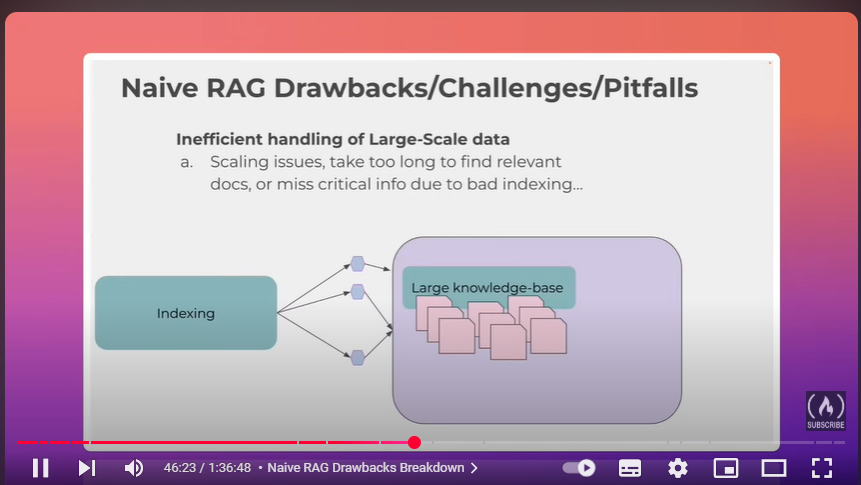 Naive RAG Drawbacks/Challenges/Pitfalls
Inefficient handling of Large-Scale data
a. Scaling issues, take too long to find relevant
docs, or miss critical info due to bad indexing...
Indexing
Large knowledge-base
SUBSCRIBE
46:23 / 1:36:48 • Naive RAG Drawbacks Breakdown >